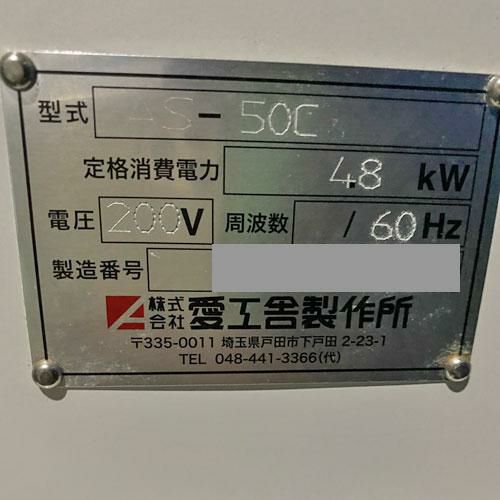 型式 AS-50C
定格消費電力 4.8 kW
電圧 200V 周波数 / 60Hz
製造番号
株式会社 愛工舎製作所
〒335-0011 埼玉県戸田市下戸田 2-23-1
TEL 048-441-3366(代)